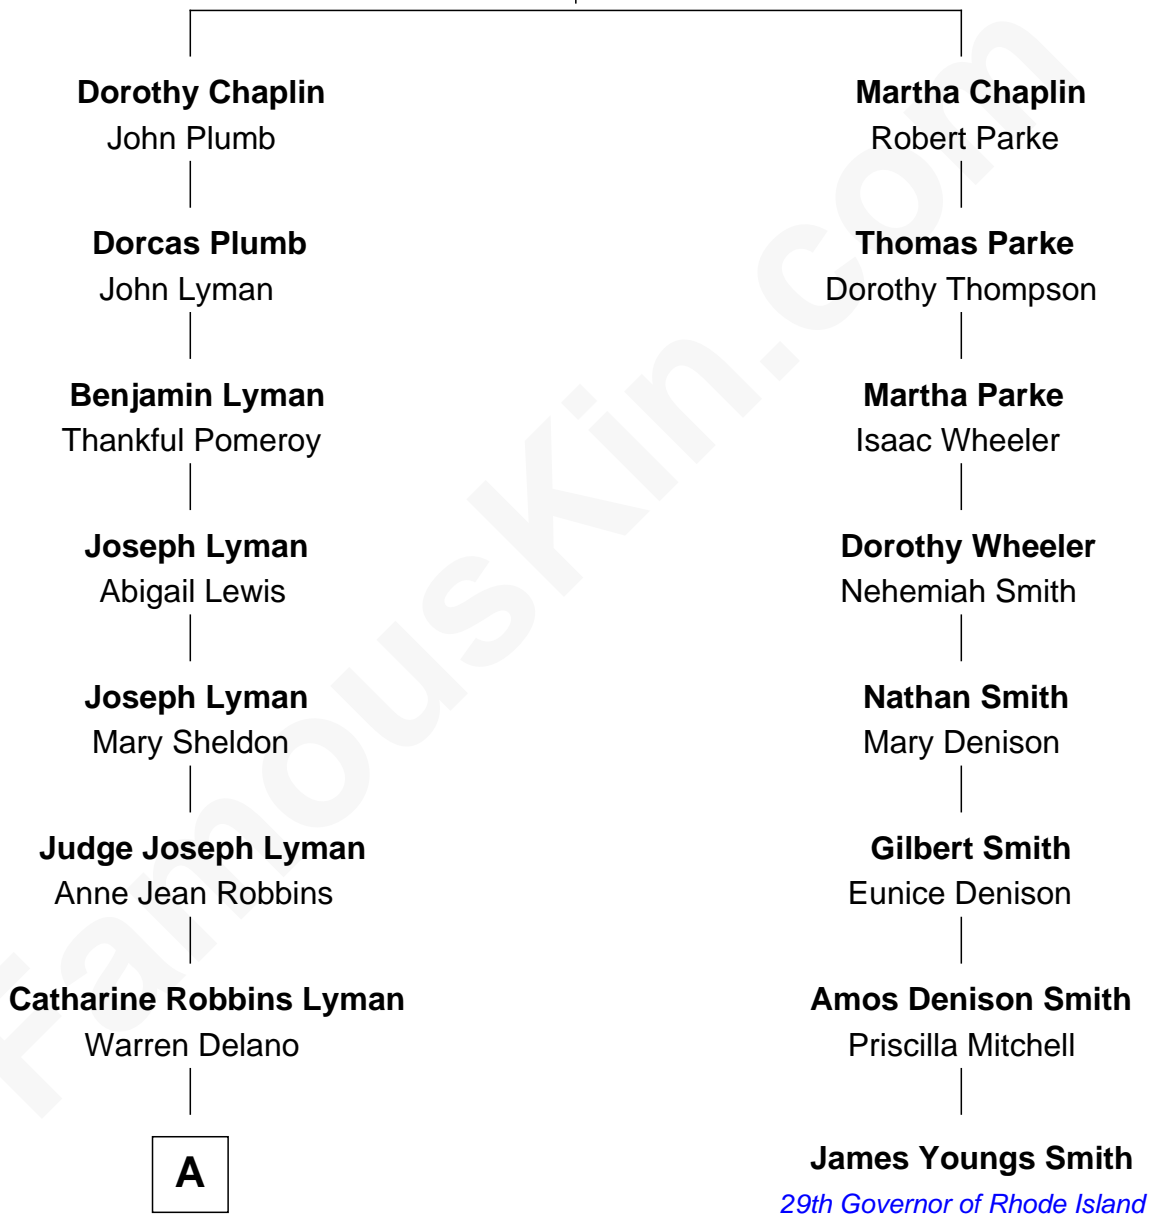 Dorothy Chaplin
John Plumb
Martha Chaplin
Robert Parke
Dorcas Plumb
John Lyman
Thomas Parke
Dorothy Thompson
Benjamin Lyman
Thankful Pomeroy
Martha Parke
Isaac Wheeler
Joseph Lyman
Abigail Lewis
Dorothy Wheeler
Nehemiah Smith
Joseph Lyman
Mary Sheldon
Nathan Smith
Mary Denison
Judge Joseph Lyman
Anne Jean Robbins
Gilbert Smith
Eunice Denison
Catharine Robbins Lyman
Warren Delano
Amos Denison Smith
Priscilla Mitchell
A
James Youngs Smith
29th Governor of Rhode Island
FamousKin.com